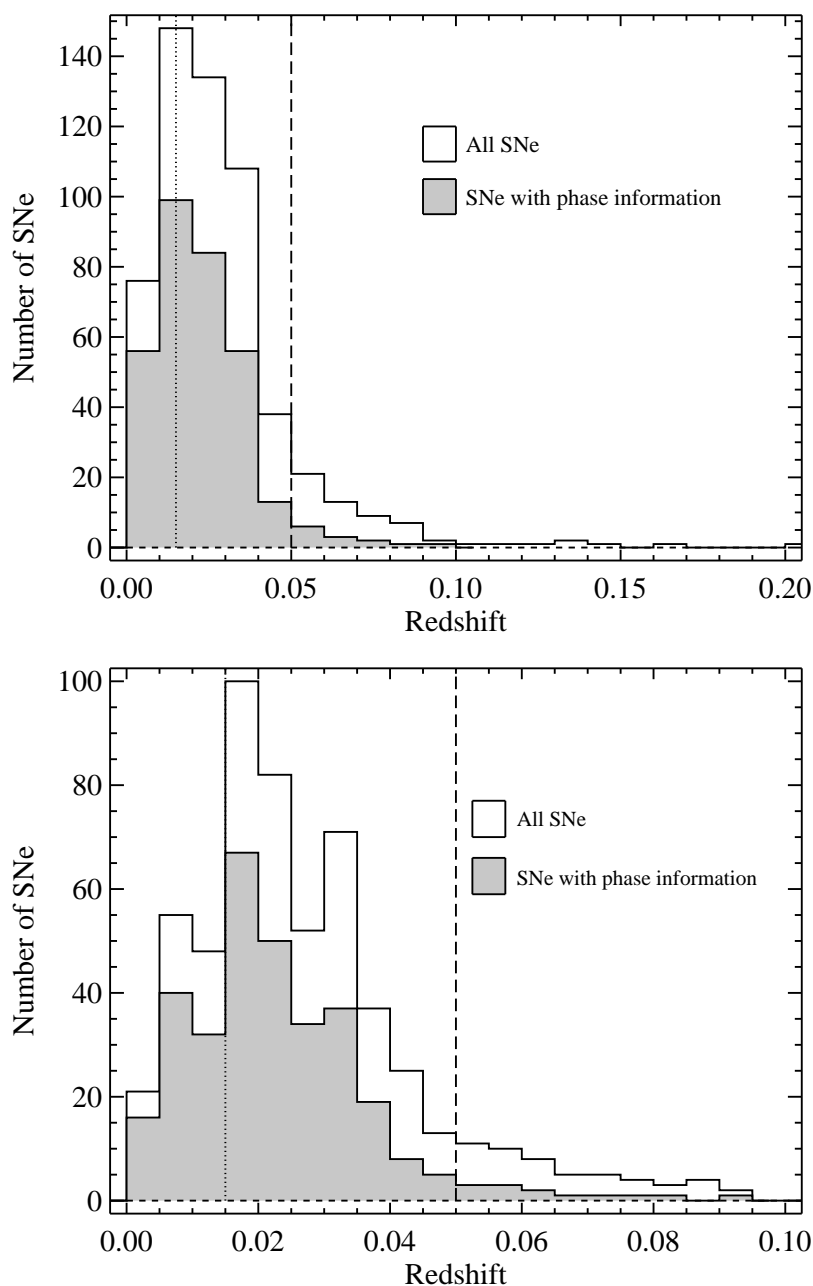 140
120
100
80
60
40
20
0
Number of SNe
All SNe
SNe with phase information
0.00 0.05 0.10 0.15 0.20
Redshift
100
80
60
40
20
0
Number of SNe
All SNe
SNe with phase information
0.00 0.02 0.04 0.06 0.08 0.10
Redshift